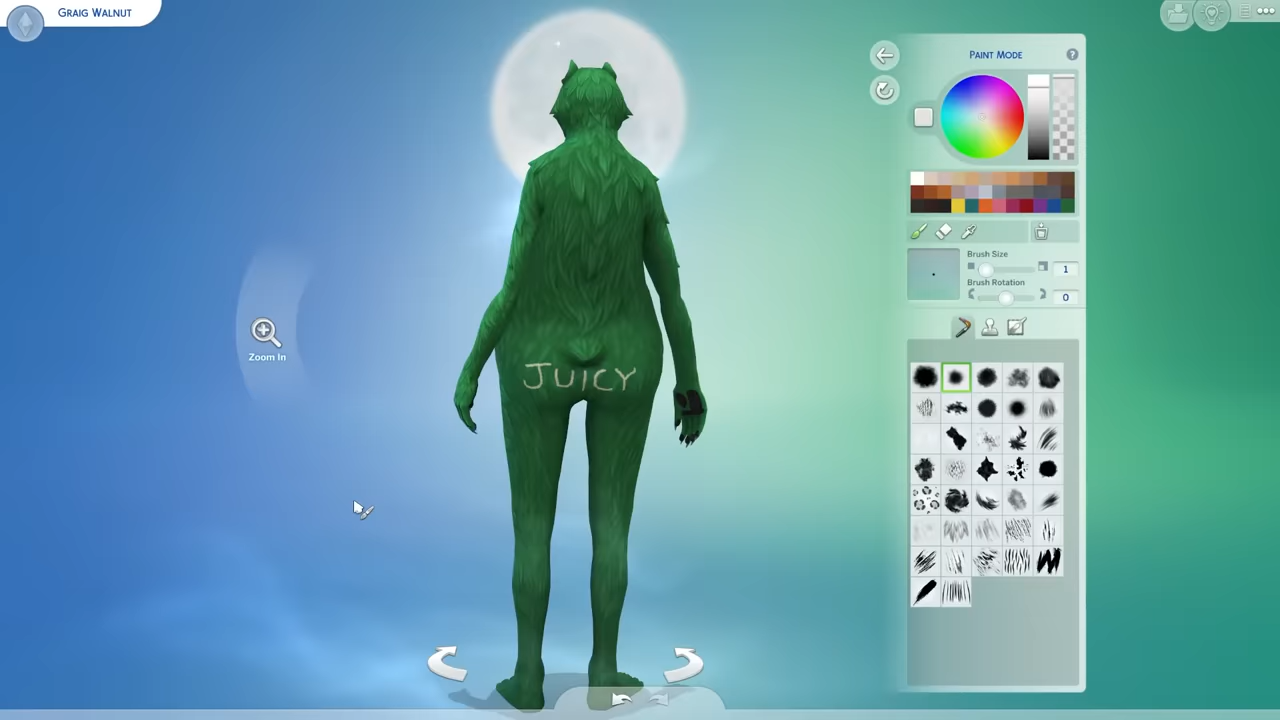 Graig Walnut
Paint Mode
?
Brush Size
1
Brush Rotation
0
Zoom In
JUICY